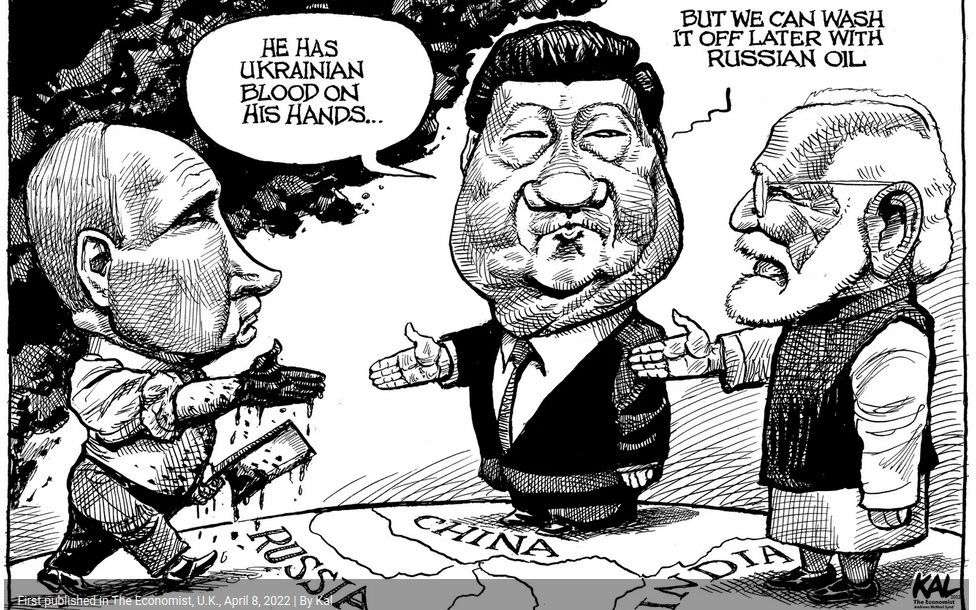 HE HAS
UKRAINIAN
BLOOD ON
HIS HANDS...
BUT WE CAN WASH
IT OFF LATER WITH
RUSSIAN OIL
RUSSIA
CHINA
INDIA
KAL
The Economist
First published in The Economist, U.K., April 8, 2022 | By Kal